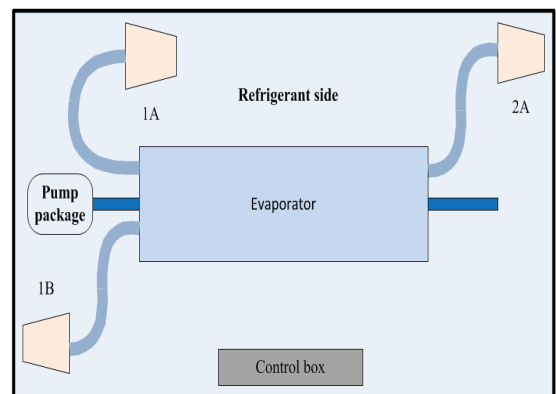 Refrigerant side
1A
2A
Pump
package
Evaporator
1B
Control box